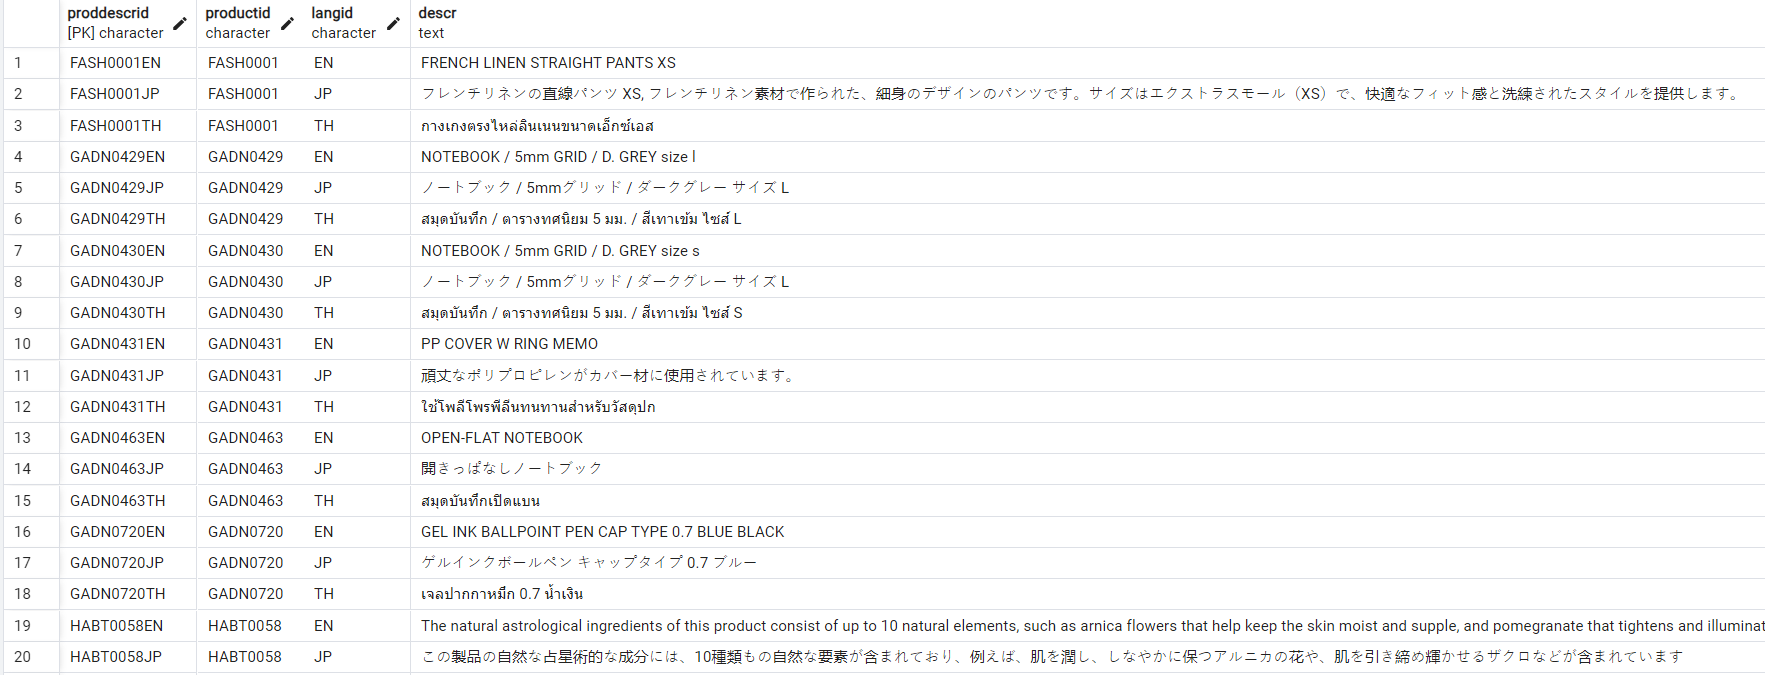 proddescrid productid langid descr
[PK] character character character text
1 FASH0001EN FASH0001 EN FRENCH LINEN STRAIGHT PANTS XS
2 FASH0001JP FASH0001 JP フレンチリネンの直線パンツ XS, フレンチリネン素材で作られた、細身のデザインのパンツです。サイズはエクストラスモール（XS）で、快適なフィット感と洗練されたスタイルを提供します。
3 FASH0001TH FASH0001 TH กางเกงตรงไหล่ลินเนนขนาดเอ็กซ์เอส
4 GADN0429EN GADN0429 EN NOTEBOOK / 5mm GRID / D. GREY size l
5 GADN0429JP GADN0429 JP ノートブック / 5mmグリッド / ダークグレー サイズ L
6 GADN0429TH GADN0429 TH สมุดบันทึก / ตารางทศนิยม 5 มม. / สีเทาเข้ม ไซส์ L
7 GADN0430EN GADN0430 EN NOTEBOOK / 5mm GRID / D. GREY size s
8 GADN0430JP GADN0430 JP ノートブック / 5mmグリッド / ダークグレー サイズ L
9 GADN0430TH GADN0430 TH สมุดบันทึก / ตารางทศนิยม 5 มม. / สีเทาเข้ม ไซส์ S
10 GADN0431EN GADN0431 EN PP COVER W RING MEMO
11 GADN0431JP GADN0431 JP 頑丈なポリプロピレンがカバー材に使用されています。
12 GADN0431TH GADN0431 TH ใช้โพลีโพรพีลีนทนทานสำหรับวัสดุปก
13 GADN0463EN GADN0463 EN OPEN-FLAT NOTEBOOK
14 GADN0463JP GADN0463 JP 開きっぱなしノートブック
15 GADN0463TH GADN0463 TH สมุดบันทึกเปิดแบน
16 GADN0720EN GADN0720 EN GEL INK BALLPOINT PEN CAP TYPE 0.7 BLUE BLACK
17 GADN0720JP GADN0720 JP ゲルインクボールペン キャップタイプ 0.7 ブルー
18 GADN0720TH GADN0720 TH เจลปากกาหมึก 0.7 น้ำเงิน
19 HABT0058EN HABT0058 EN The natural astrological ingredients of this product consist of up to 10 natural elements, such as arnica flowers that help keep the skin moist and supple, and pomegranate that tightens and illuminat
20 HABT0058JP HABT0058 JP この製品の自然な占星術的な成分には、10種類もの自然な要素が含まれており、例えば、肌を潤し、しなやかに保つアルニカの花や、肌を引き締め輝かせるザクロなどが含まれています